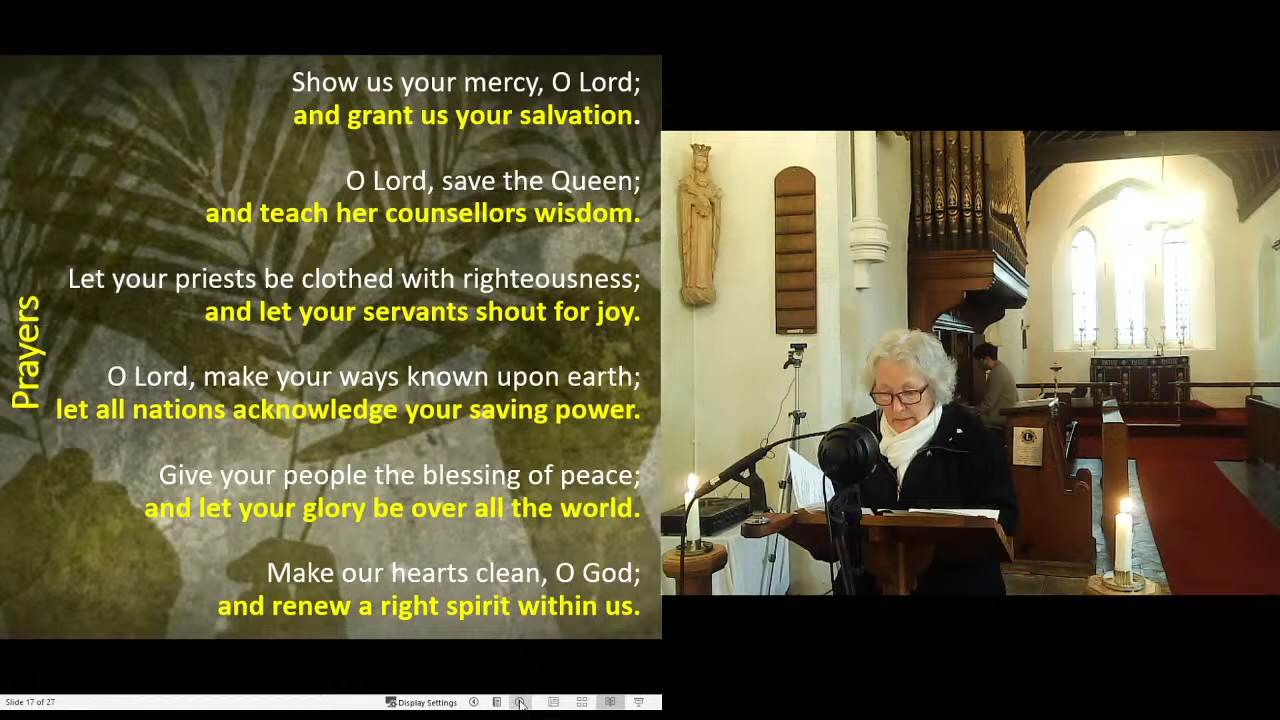 Show us your mercy, O Lord;
and grant us your salvation.
O Lord, save the Queen;
and teach her counsellors wisdom.
Let your priests be clothed with righteousness;
and let your servants shout for joy.
O Lord, make your ways known upon earth;
let all nations acknowledge your saving power.
Give your people the blessing of peace;
and let your glory be over all the world.
Make our hearts clean, O God;
and renew a right spirit within us.
Prayers
Slide 17 of 27
Display Settings